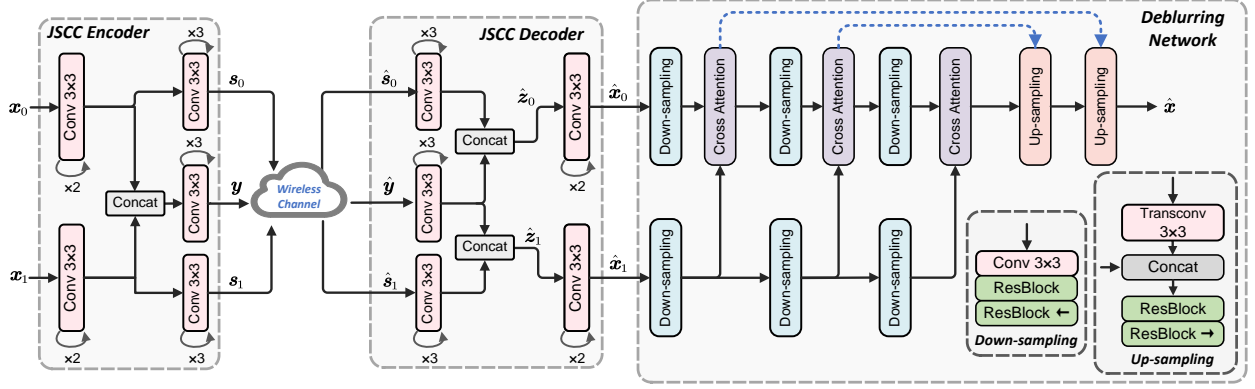 JSCC Encoder
×3
x₀
Conv 3×3
×2
Conv 3×3
s₀
×3
Concat
Conv 3×3
y
x₁
Conv 3×3
×2
Conv 3×3
s₁
×3
Wireless
Channel
JSCC Decoder
×3
ŝ₀
Conv 3×3
×3
ŷ
Conv 3×3
ŝ₁
Conv 3×3
×3
Concat
ẑ₀
Conv 3×3
×2
Concat
ẑ₁
Conv 3×3
×2
x̂₀
x̂₁
Deblurring
Network
Down-sampling
Cross Attention
Down-sampling
Cross Attention
Down-sampling
Cross Attention
Up-sampling
Up-sampling
x̂
Down-sampling
Down-sampling
Down-sampling
Conv 3×3
ResBlock
ResBlock ←
Down-sampling
Transconv
3×3
Concat
ResBlock
ResBlock →
Up-sampling